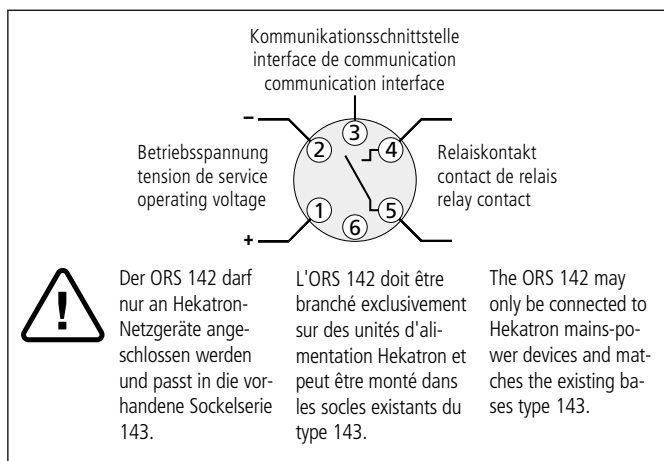 Kommunikationsschnittstelle
interface de communication
communication interface
–
3
2
4
Betriebsspannung
tension de service
operating voltage
Relaiskontakt
contact de relais
relay contact
1
5
6
+
!
Der ORS 142 darf
nur an Hekatron-
Netzgeräte ange-
schlossen werden
und passt in die vor-
handene Sockelserie
143.
L'ORS 142 doit être
branché exclusivement
sur des unités d'ali-
mentation Hekatron et
peut être monté dans
les socles existants du
type 143.
The ORS 142 may
only be connected to
Hekatron mains-po-
wer devices and mat-
ches the existing ba-
ses type 143.